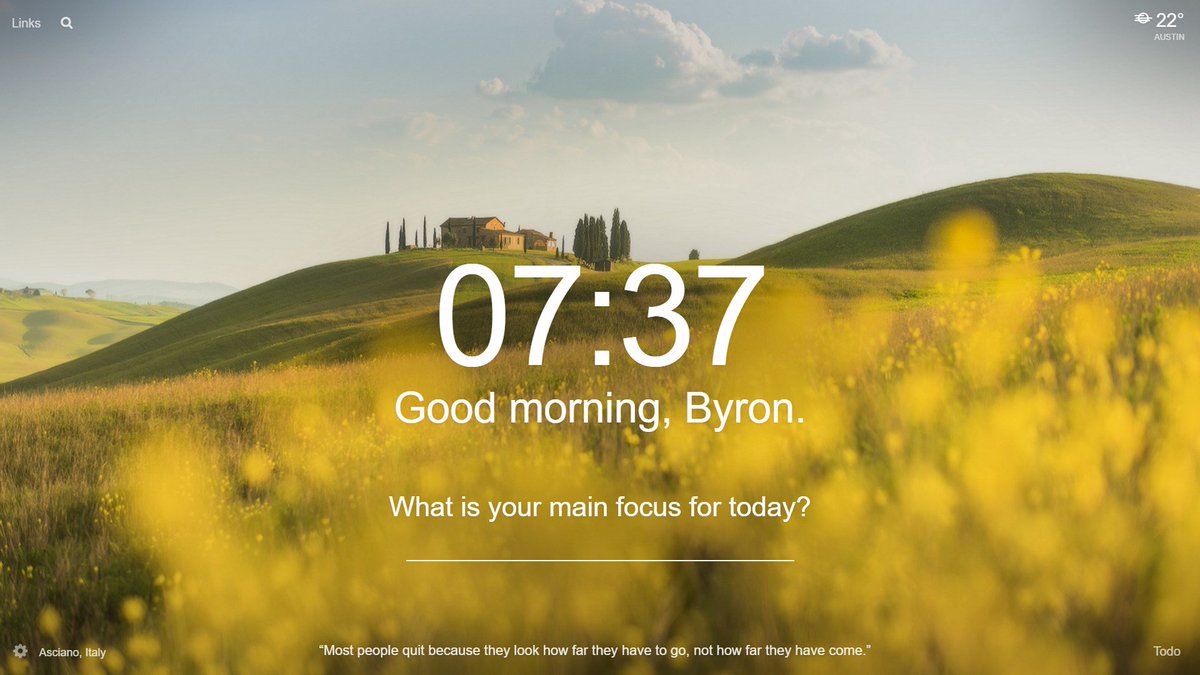 Links
22°
AUSTIN
07:37
Good morning, Byron.
What is your main focus for today?
“Most people quit because they look how far they have to go, not how far they have come.”
Asciano, Italy
Todo